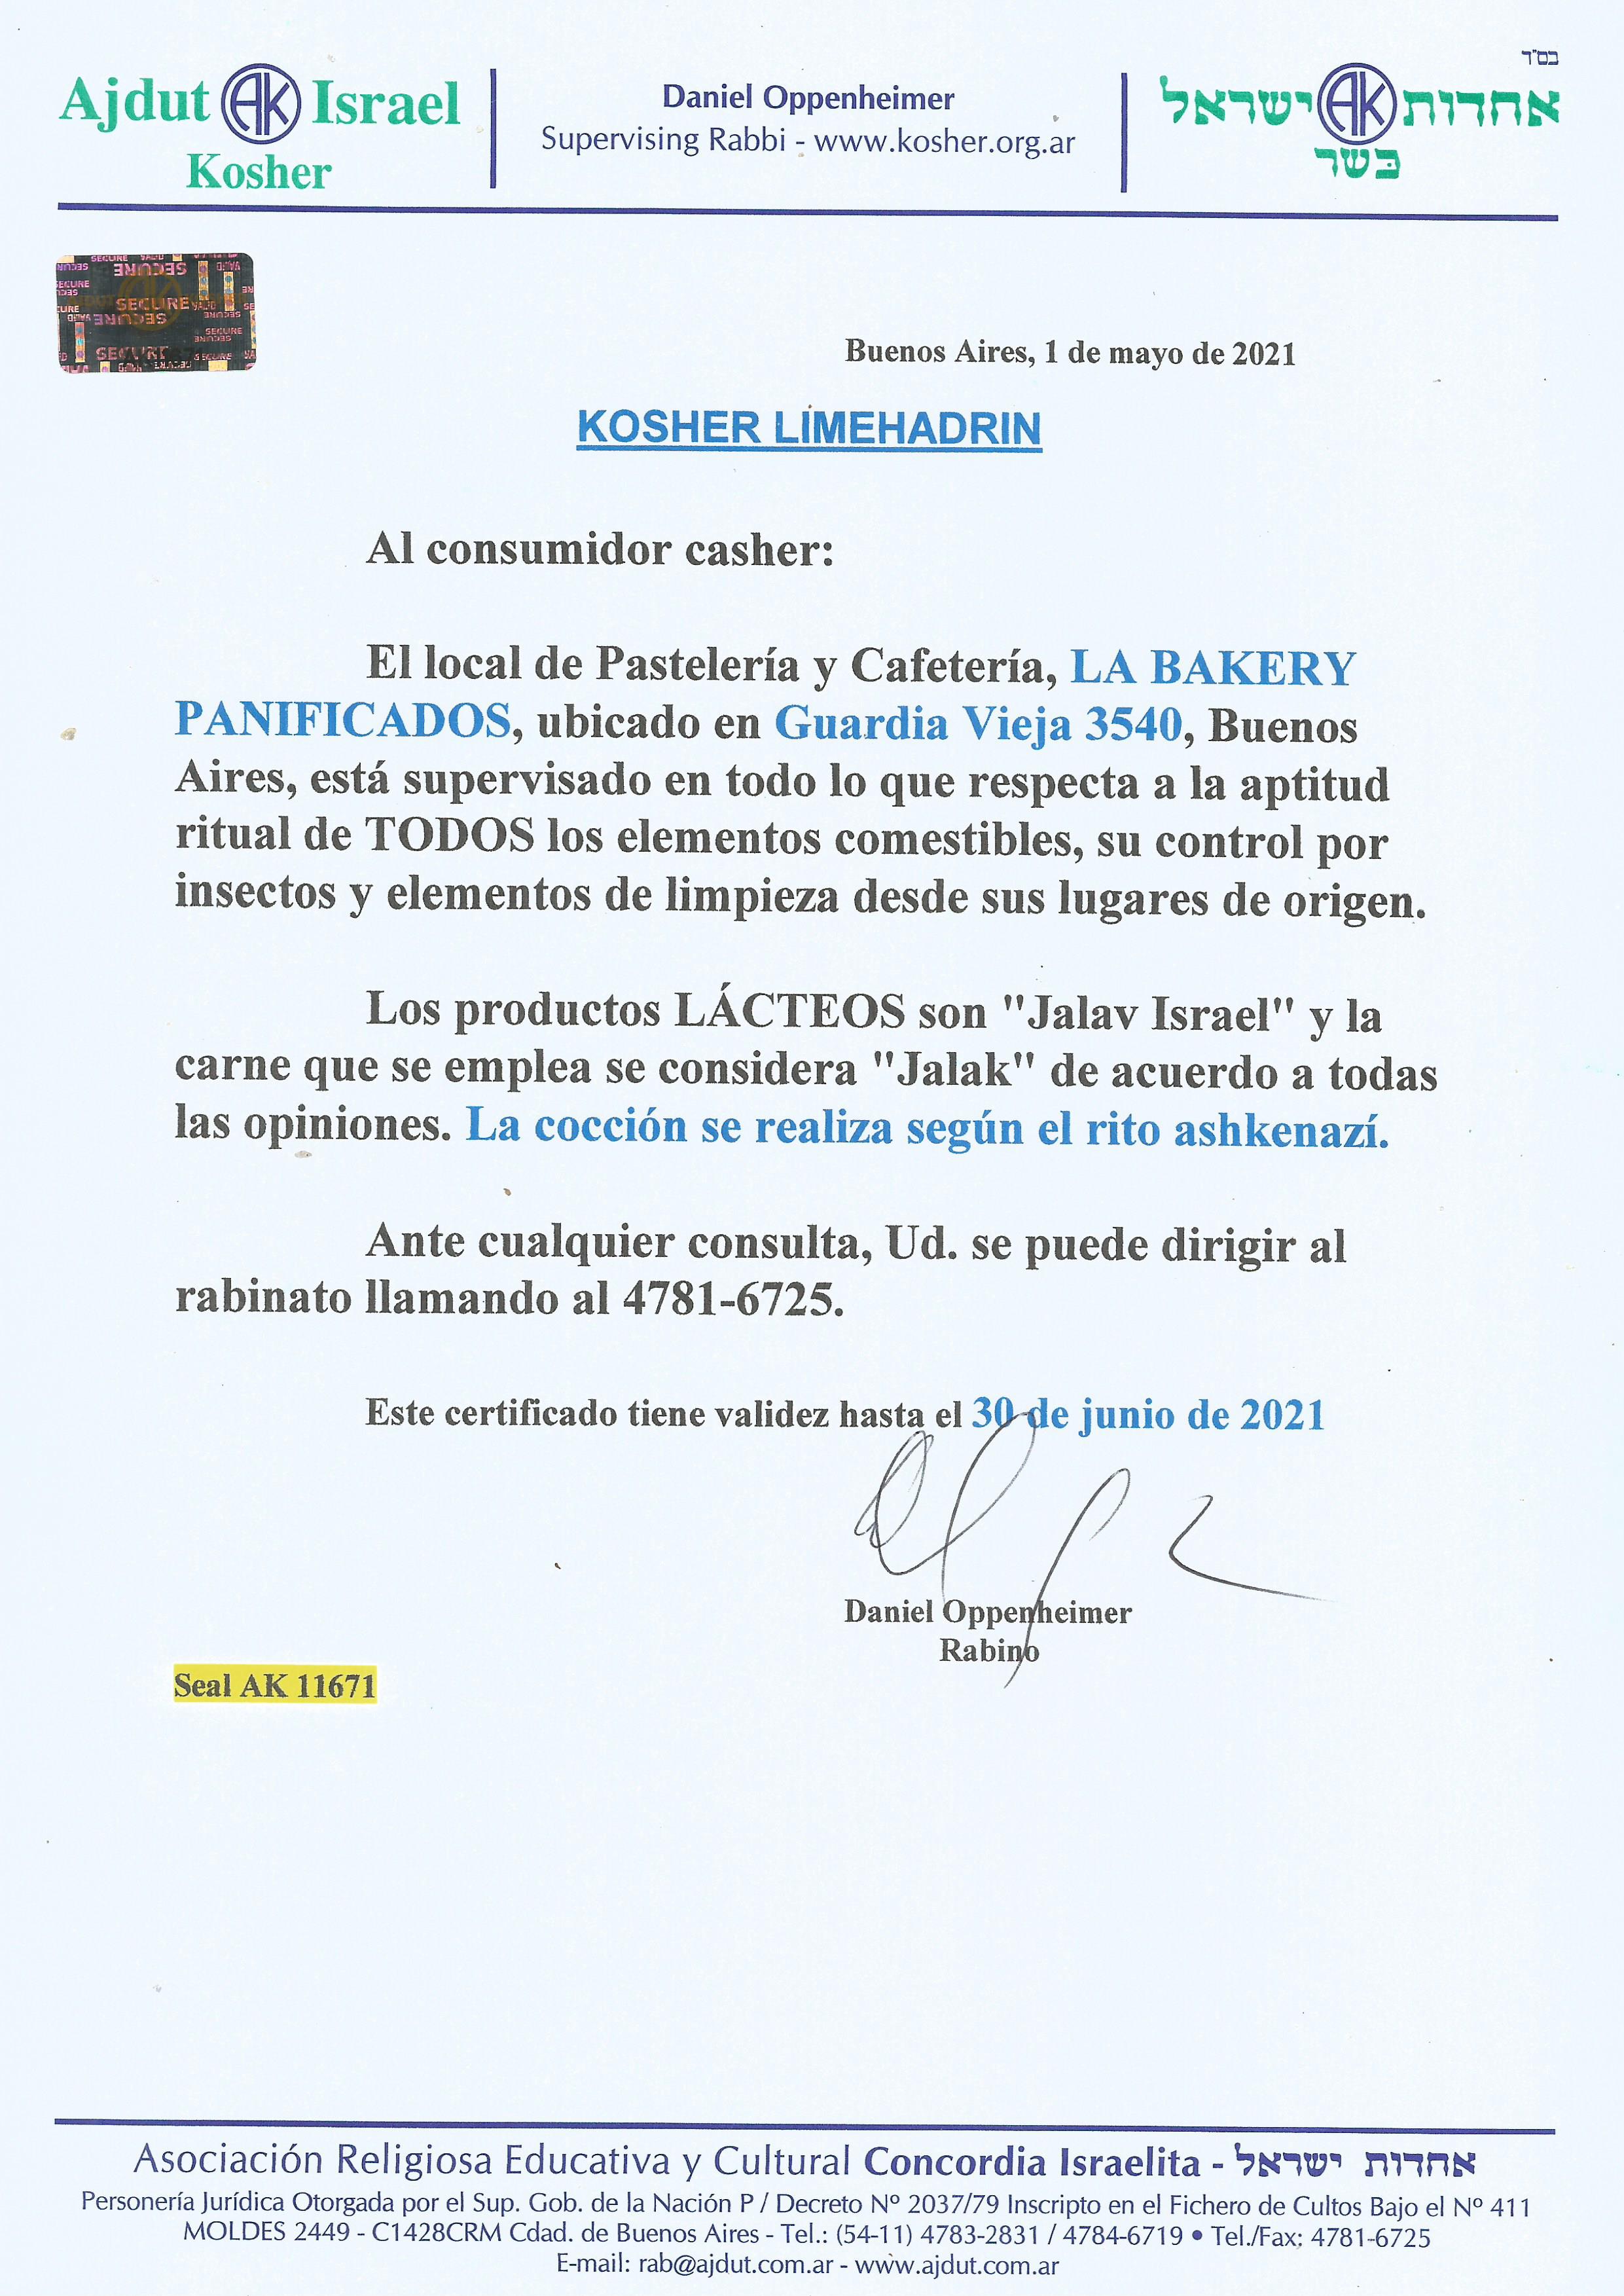 בס"ד
Ajdut AK Israel
Kosher
Daniel Oppenheimer
Supervising Rabbi - www.kosher.org.ar
אחדות AK ישראל
כשר
SECURE
SECURE
SECURE
SECURE
Buenos Aires, 1 de mayo de 2021
KOSHER LIMEHADRIN
Al consumidor casher:
El local de Pastelería y Cafetería, LA BAKERY
PANIFICADOS, ubicado en Guardia Vieja 3540, Buenos
Aires, está supervisado en todo lo que respecta a la aptitud
ritual de TODOS los elementos comestibles, su control por
insectos y elementos de limpieza desde sus lugares de origen.
Los productos LÁCTEOS son "Jalav Israel" y la
carne que se emplea se considera "Jalak" de acuerdo a todas
las opiniones. La cocción se realiza según el rito ashkenazí.
Ante cualquier consulta, Ud. se puede dirigir al
rabinato llamando al 4781-6725.
Este certificado tiene validez hasta el 30 de junio de 2021
Daniel Oppenheimer
Rabino
Seal AK 11671
Asociación Religiosa Educativa y Cultural Concordia Israelita - אחדות ישראל
Personería Jurídica Otorgada por el Sup. Gob. de la Nación P / Decreto Nº 2037/79 Inscripto en el Fichero de Cultos Bajo el Nº 411
MOLDES 2449 - C1428CRM Cdad. de Buenos Aires - Tel.: (54-11) 4783-2831 / 4784-6719 • Tel./Fax: 4781-6725
E-mail: rab@ajdut.com.ar - www.ajdut.com.ar